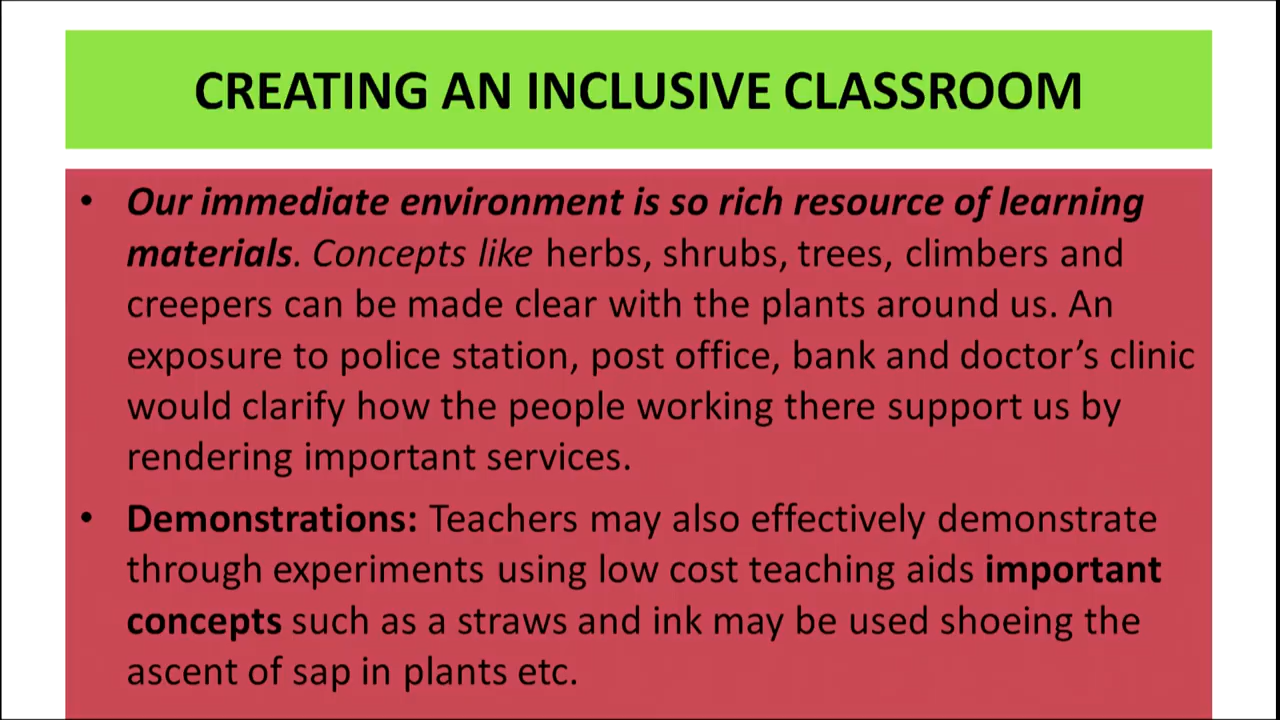 CREATING AN INCLUSIVE CLASSROOM
• Our immediate environment is so rich resource of learning
materials. Concepts like herbs, shrubs, trees, climbers and
creepers can be made clear with the plants around us. An
exposure to police station, post office, bank and doctor’s clinic
would clarify how the people working there support us by
rendering important services.
• Demonstrations: Teachers may also effectively demonstrate
through experiments using low cost teaching aids important
concepts such as a straws and ink may be used shoeing the
ascent of sap in plants etc.